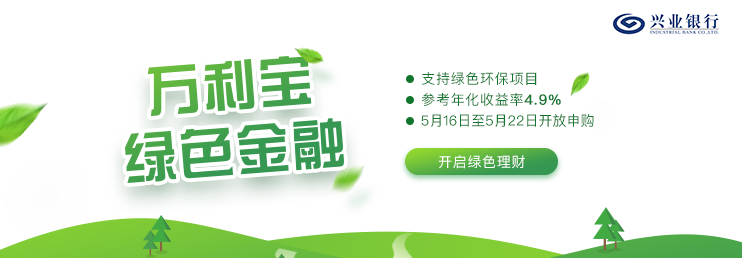 兴业银行
INDUSTRIAL BANK CO.,LTD.
万利宝
绿色金融
支持绿色环保项目
参考年化收益率4.9%
5月16日至5月22日开放申购
开启绿色理财